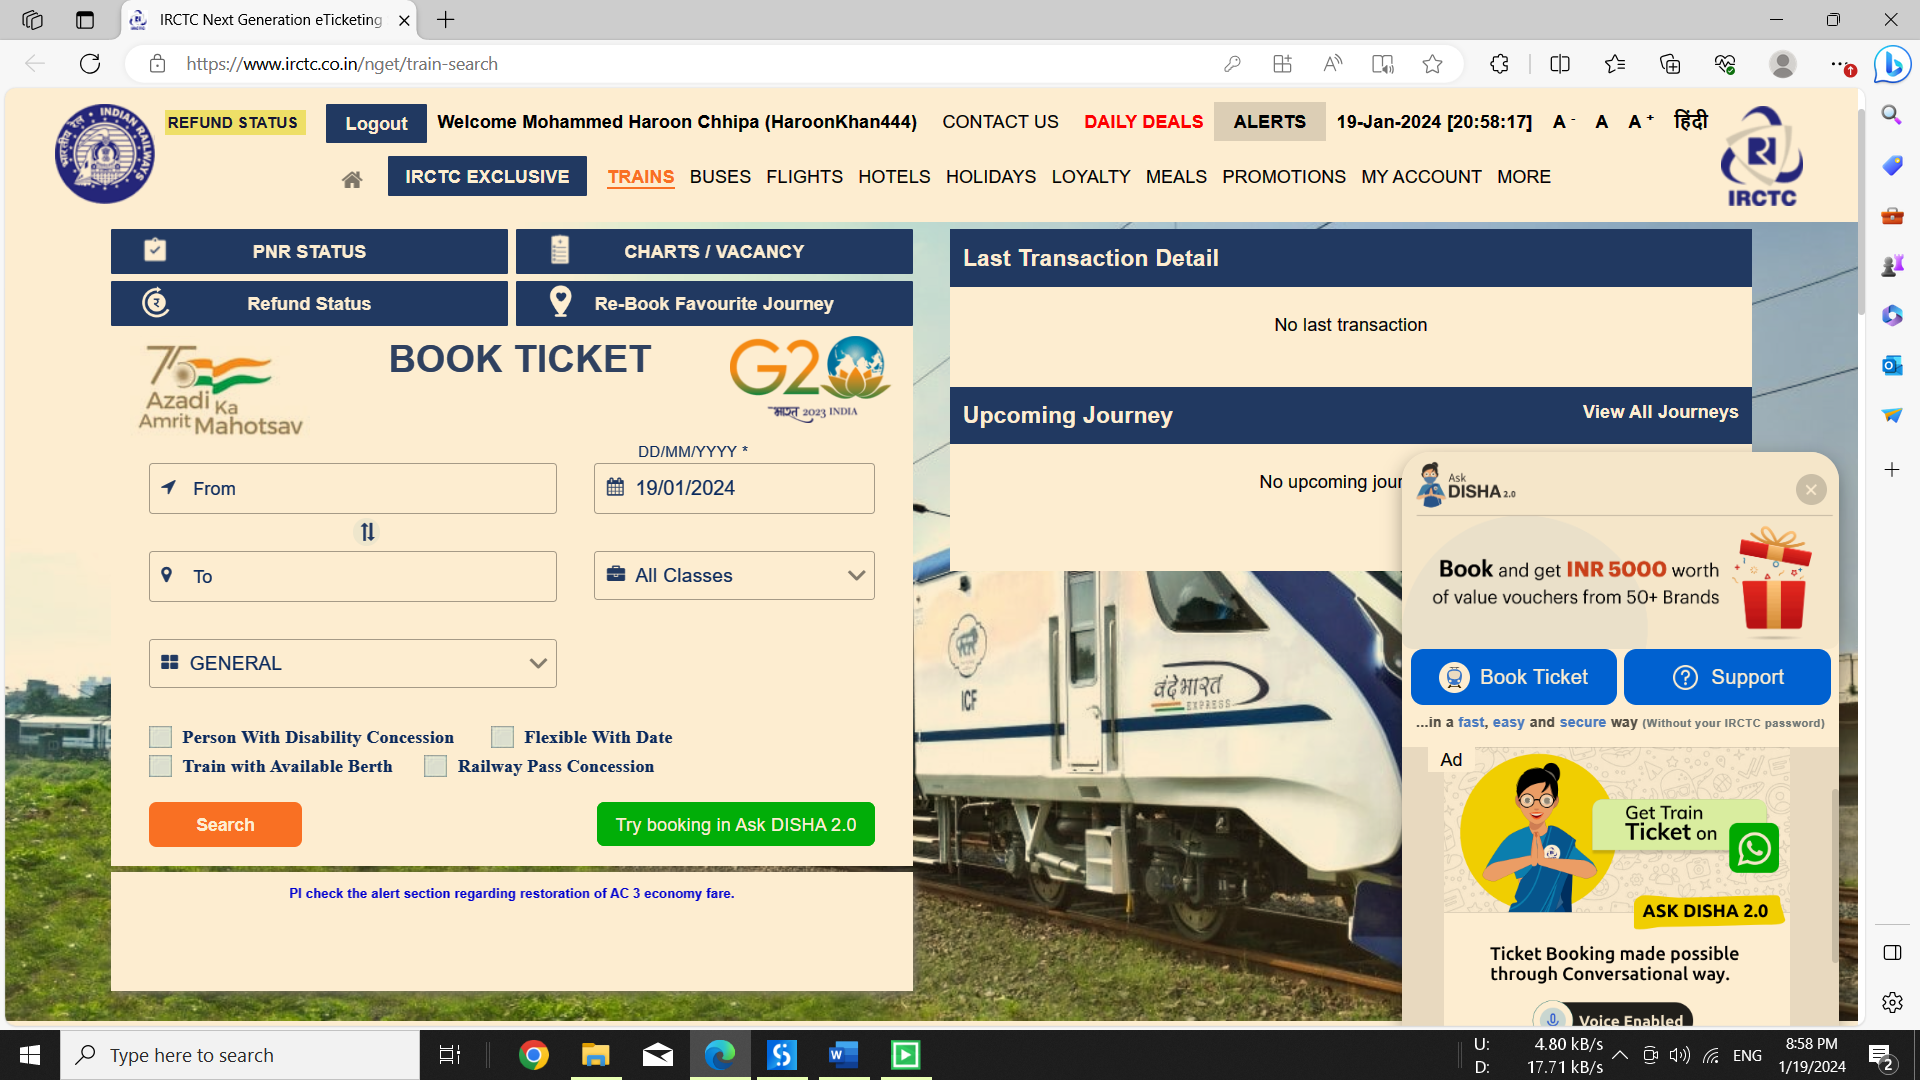 IRCTC Next Generation eTicketing
https://www.irctc.co.in/nget/train-search
INDIAN RAILWAYS
भारतीय रेल
REFUND STATUS
Logout
Welcome Mohammed Haroon Chhipa (HaroonKhan444)
CONTACT US
DAILY DEALS
ALERTS
19-Jan-2024 [20:58:17]
A - A A + हिंदी
IRCTC
IRCTC EXCLUSIVE
TRAINS BUSES FLIGHTS HOTELS HOLIDAYS LOYALTY MEALS PROMOTIONS MY ACCOUNT MORE
PNR STATUS
CHARTS / VACANCY
Refund Status
Re-Book Favourite Journey
75
Azadi Ka
Amrit Mahotsav
BOOK TICKET
G20
भारत 2023 INDIA
DD/MM/YYYY *
From
19/01/2024
To
All Classes
GENERAL
Person With Disability Concession
Flexible With Date
Train with Available Berth
Railway Pass Concession
Search
Try booking in Ask DISHA 2.0
Pl check the alert section regarding restoration of AC 3 economy fare.
Last Transaction Detail
No last transaction
Upcoming Journey
View All Journeys
No upcoming jour
ICF
वंदे भारत
EXPRESS
Ask
DISHA 2.0
Book and get INR 5000 worth
of value vouchers from 50+ Brands
Book Ticket
Support
...in a fast, easy and secure way (Without your IRCTC password)
Ad
Get Train
Ticket on
ASK DISHA 2.0
Ticket Booking made possible
through Conversational way.
Voice Enabled
Type here to search
U: 4.80 kB/s
D: 17.71 kB/s
ENG
8:58 PM
1/19/2024
2